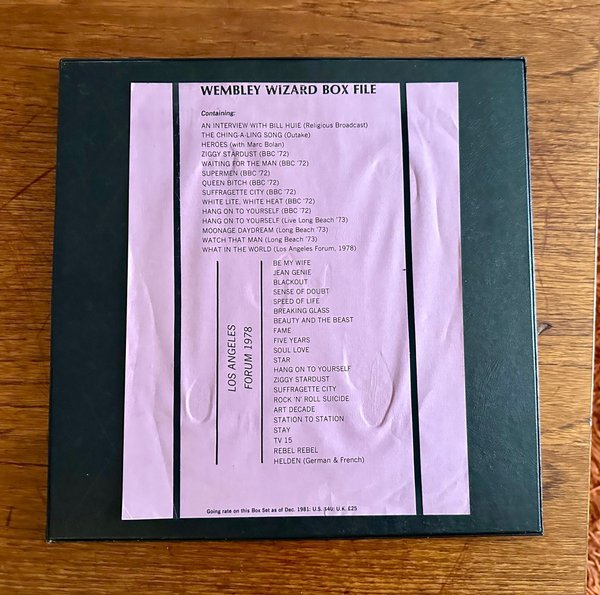 WEMBLEY WIZARD BOX FILE
Containing:
AN INTERVIEW WITH BILL HUIE (Religious Broadcast)
THE CHING-A-LING SONG (Outake)
HEROES (with Marc Bolan)
ZIGGY STARDUST (BBC '72)
WAITING FOR THE MAN (BBC '72)
SUPERMEN (BBC '72)
QUEEN BITCH (BBC '72)
SUFFRAGETTE CITY (BBC '72)
WHITE LITE, WHITE HEAT (BBC '72)
HANG ON TO YOURSELF (BBC '72)
HANG ON TO YOURSELF (Live Long Beach '73)
MOONAGE DAYDREAM (Long Beach '73)
WATCH THAT MAN (Long Beach '73)
WHAT IN THE WORLD (Los Angeles Forum, 1978)
LOS ANGELES
FORUM 1978
BE MY WIFE
JEAN GENIE
BLACKOUT
SENSE OF DOUBT
SPEED OF LIFE
BREAKING GLASS
BEAUTY AND THE BEAST
FAME
FIVE YEARS
SOUL LOVE
STAR
HANG ON TO YOURSELF
ZIGGY STARDUST
SUFFRAGETTE CITY
ROCK 'N' ROLL SUICIDE
ART DECADE
STATION TO STATION
STAY
TV 15
REBEL REBEL
HELDEN (German & French)
Going rate on this Box Set as of Dec. 1981: U.S. $40: U.K. £25